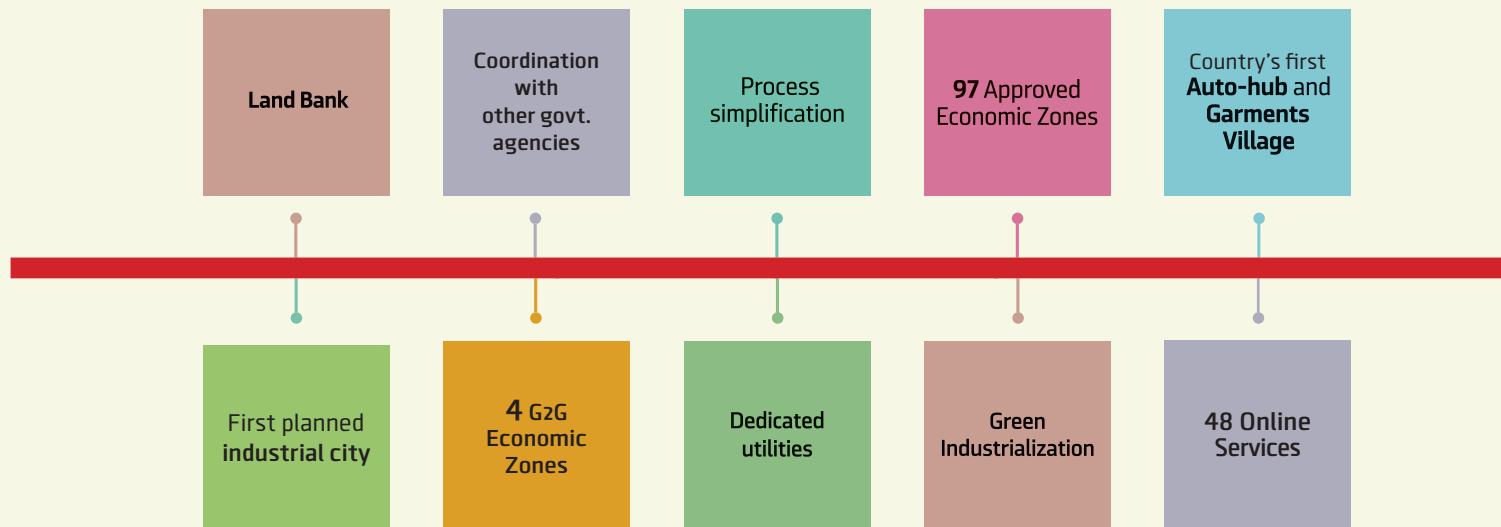 Land Bank
Coordination
with
other govt.
agencies
Process
simplification
97 Approved
Economic Zones
Country's first
Auto-hub and
Garments
Village
First planned
industrial city
4 G2G
Economic
Zones
Dedicated
utilities
Green
Industrialization
48 Online
Services